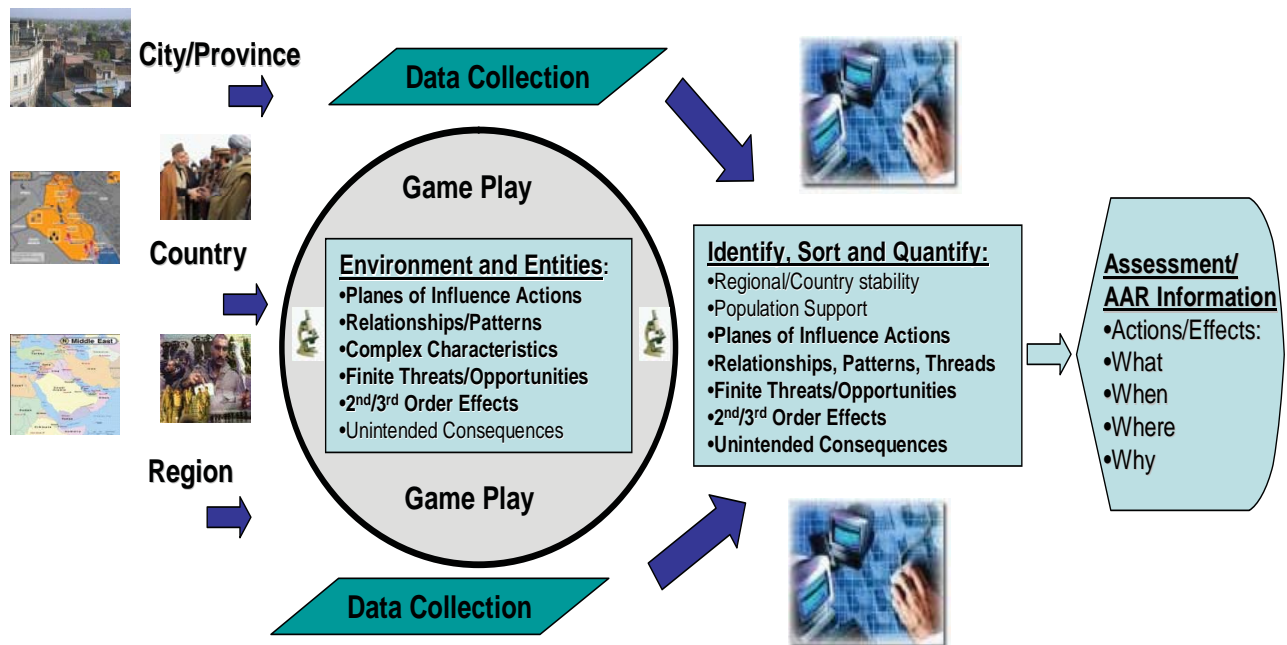 City/Province
Data Collection
Game Play
Country
Environment and Entities:
•Planes of Influence Actions
•Relationships/Patterns
•Complex Characteristics
•Finite Threats/Opportunities
•2nd/3rd Order Effects
•Unintended Consequences
Identify, Sort and Quantify:
•Regional/Country stability
•Population Support
•Planes of Influence Actions
•Relationships, Patterns, Threads
•Finite Threats/Opportunities
•2nd/3rd Order Effects
•Unintended Consequences
Assessment/
AAR Information
•Actions/Effects:
•What
•When
•Where
•Why
Middle East
Region
Game Play
Data Collection